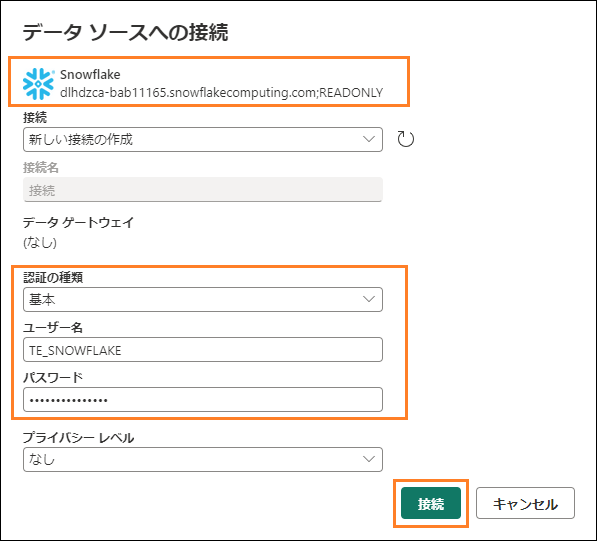 データ ソースへの接続
Snowflake
dlhdzca-bab11165.snowflakecomputing.com;READONLY
接続
新しい接続の作成
接続名
接続
データ ゲートウェイ
(なし)
認証の種類
基本
ユーザー名
TE_SNOWFLAKE
パスワード
•••••••••••••••
プライバシー レベル
なし
接続
キャンセル